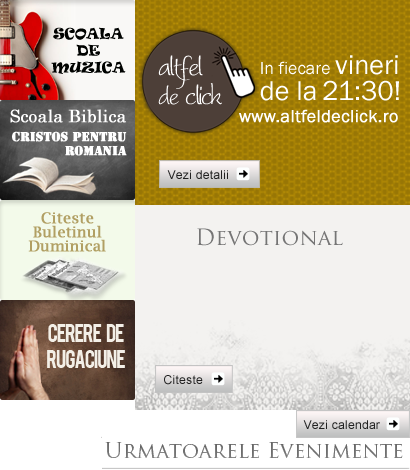 SCOALA
DE
MUZICA
Scoala Biblica
CRISTOS PENTRU
ROMANIA
Citeste
Buletinul
Duminical
CERERE DE
RUGACIUNE
altfel
de click
In fiecare vineri
de la 21:30!
www.altfeldeclick.ro
Vezi detalii
DEVOTIONAL
Citeste
Vezi calendar
URMATOARELE EVENIMENTE